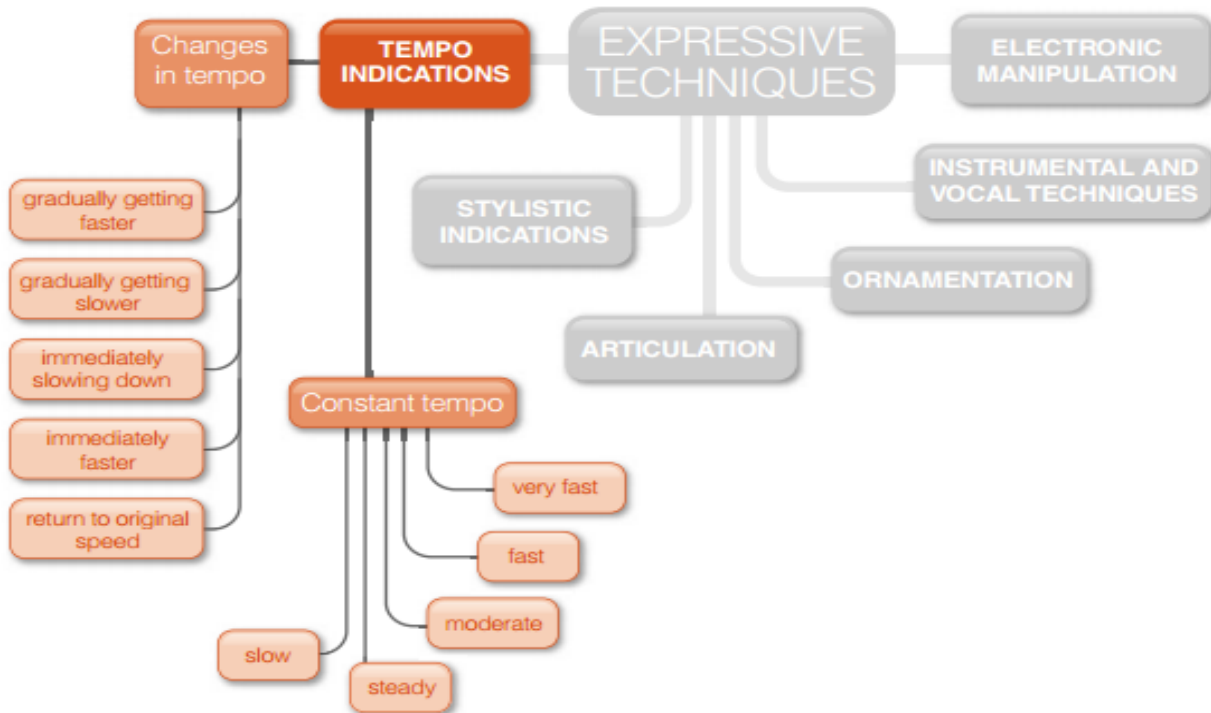 Changes
in tempo
TEMPO
INDICATIONS
EXPRESSIVE
TECHNIQUES
ELECTRONIC
MANIPULATION
INSTRUMENTAL AND
VOCAL TECHNIQUES
STYLISTIC
INDICATIONS
ORNAMENTATION
ARTICULATION
gradually getting
faster
gradually getting
slower
immediately
slowing down
immediately
faster
return to original
speed
Constant tempo
very fast
fast
moderate
slow
steady